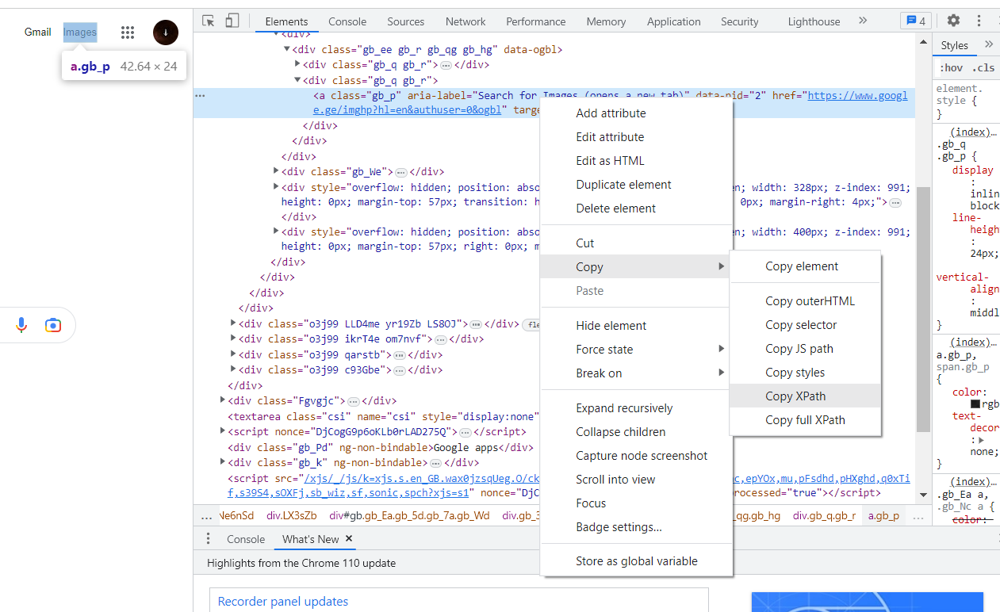 Gmail Images
a.gb_p 42.64 × 24
Elements Console Sources Network Performance Memory Application Security Lighthouse » 4
<div>
<div class="gb_ee gb_r gb_qg gb_hg" data-ogbl>
<div class="gb_q gb_r">…</div>
<div class="gb_q gb_r">
<a class="gb_p" aria-label="Search for Images (opens a new tab)" data-pid="2" href="https://www.googl
e.ge/imghp?hl=en&authuser=0&ogbl" targe
</div>
</div>
</div>
<div class="gb_We">…</div>
<div style="overflow: hidden; position: abso
n; width: 328px; z-index: 991;
height: 0px; margin-top: 57px; transition: h
0px; margin-right: 4px;">…
</div>
<div style="overflow: hidden; position: abso
n; width: 400px; z-index: 991;
height: 0px; margin-top: 57px; right: 0px; m
</div>
</div>
</div>
</div>
<div class="o3j99 LLD4me yr19Zb LS8OJ">…</div> fle
<div class="o3j99 ikrT4e om7nvf">…</div>
<div class="o3j99 qarstb">…</div>
<div class="o3j99 c93Gbe">…</div>
</div>
<div class="Fgvgjc">…</div>
<textarea class="csi" name="csi" style="display:none"
<script nonce="DjCogG9p6oKLb0rLAD275Q">…</script>
<div class="gb_Pd" ng-non-bindable>Google apps</div>
<div class="gb_k" ng-non-bindable>…</div>
<script src="/xjs/_/js/k=xjs.s.en_GB.wax0jzsqUeg.O/ck
c,epYOx,mu,pFsdhd,pHXghd,q0xTi
f,s39S4,sOXFj,sb_wiz,sf,sonic,spch?xjs=s1" nonce="DjC
rocessed="true"></script>
Add attribute
Edit attribute
Edit as HTML
Duplicate element
Delete element
Cut
Copy
Paste
Hide element
Force state
Break on
Expand recursively
Collapse children
Capture node screenshot
Scroll into view
Focus
Badge settings...
Store as global variable
Copy element
Copy outerHTML
Copy selector
Copy JS path
Copy styles
Copy XPath
Copy full XPath
Styles »
:hov .cls
element.
style {
}
(index)…
.gb_q
.gb_p {
display
:
inlin
block
line-
heigh
:
24px;
vertical-
align
:
middl
}
(index)…
a.gb_p,
span.gb_p
{
color:
rgb
text-
decor
:
none;
}
(index)…
.gb_Ea a,
.gb_Nc a {
color:
... Ne6nSd div.LX3sZb div#gb.gb_Ea.gb_5d.gb_7a.gb_Wd div.gb_3 _qg.gb_hg div.gb_q.gb_r a.gb_p ...
Console What's New ×
Highlights from the Chrome 110 update
Recorder panel updates